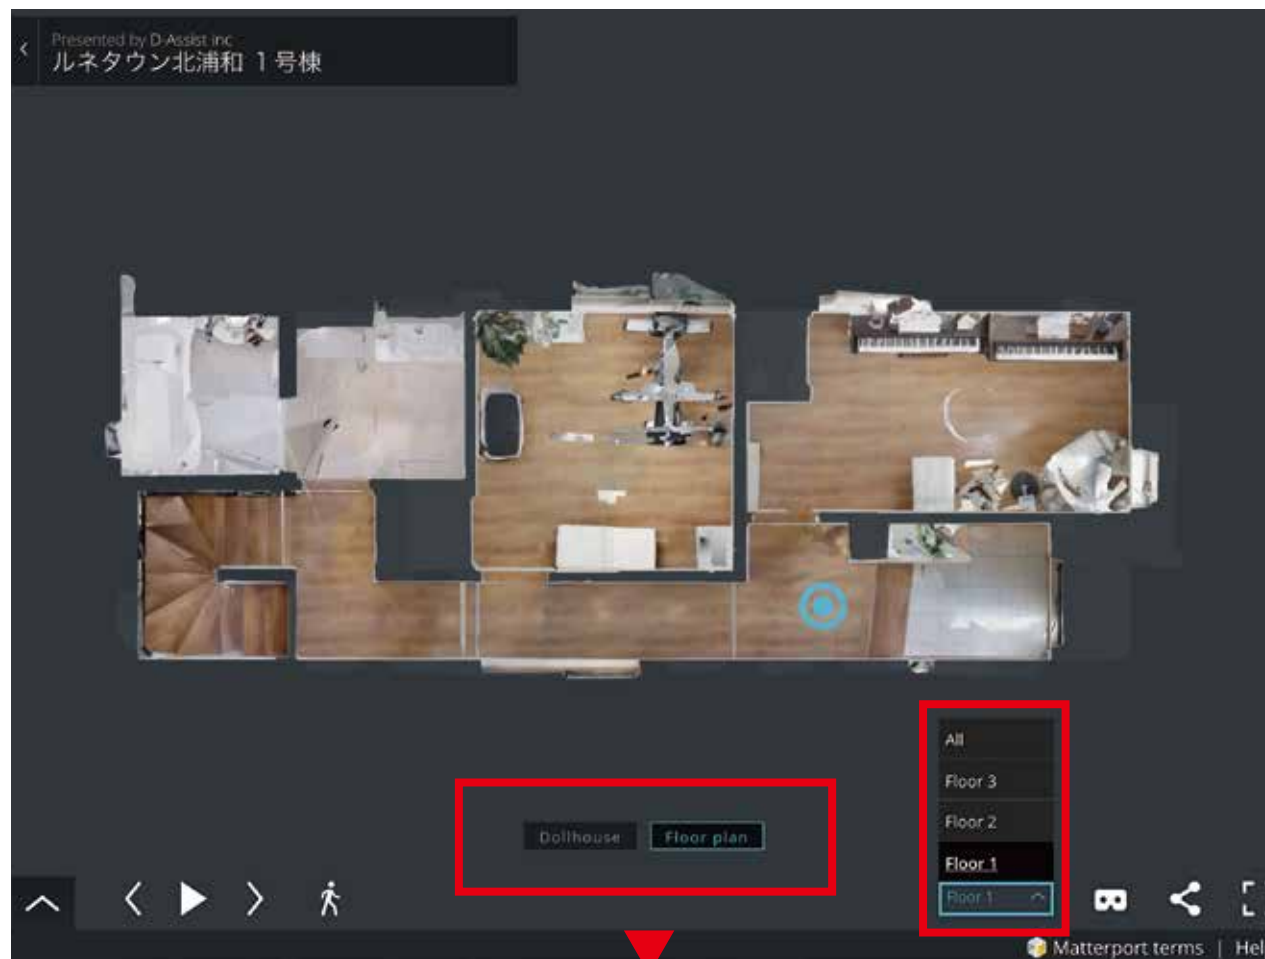 Presented by D-Assist inc
ルネタウン北浦和 1号棟
All
Floor 3
Floor 2
Dollhouse Floor plan
Floor 1
Floor 1
Matterport terms | Hel